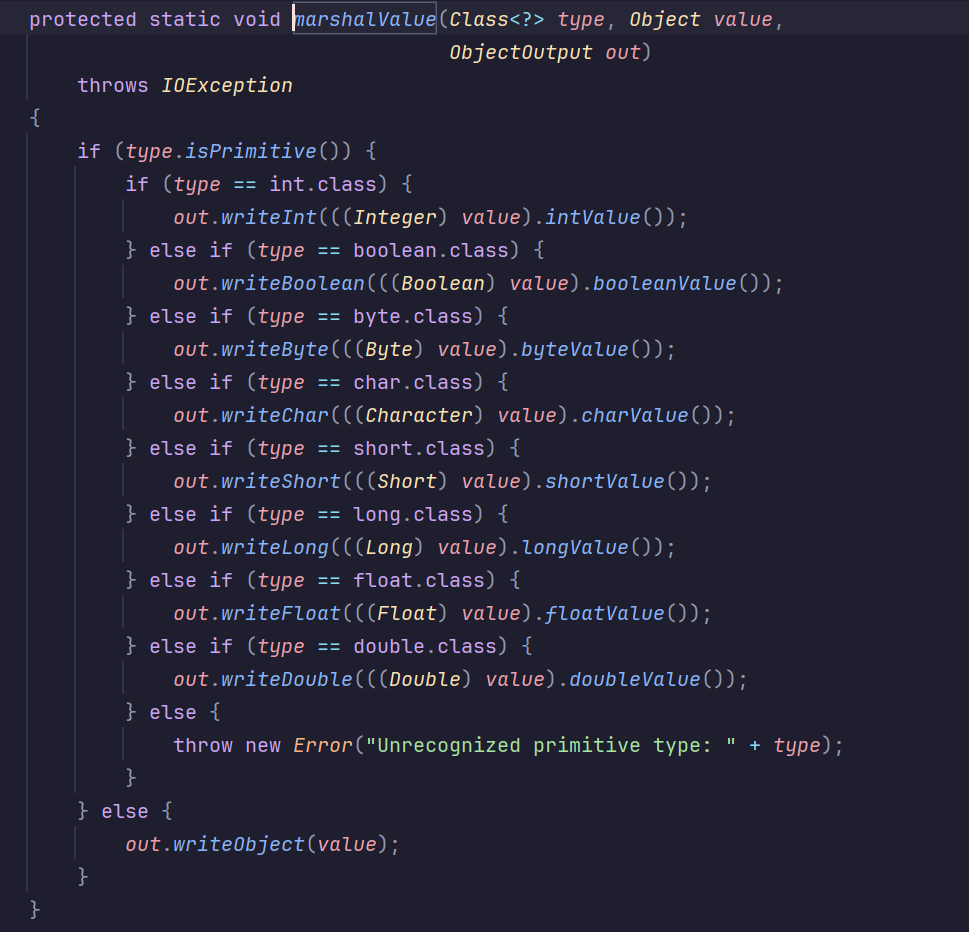 protected static void marshalValue(Class<?> type, Object value,
                                   ObjectOutput out)
    throws IOException
{
    if (type.isPrimitive()) {
        if (type == int.class) {
            out.writeInt(((Integer) value).intValue());
        } else if (type == boolean.class) {
            out.writeBoolean(((Boolean) value).booleanValue());
        } else if (type == byte.class) {
            out.writeByte(((Byte) value).byteValue());
        } else if (type == char.class) {
            out.writeChar(((Character) value).charValue());
        } else if (type == short.class) {
            out.writeShort(((Short) value).shortValue());
        } else if (type == long.class) {
            out.writeLong(((Long) value).longValue());
        } else if (type == float.class) {
            out.writeFloat(((Float) value).floatValue());
        } else if (type == double.class) {
            out.writeDouble(((Double) value).doubleValue());
        } else {
            throw new Error("Unrecognized primitive type: " + type);
        }
    } else {
        out.writeObject(value);
    }
}